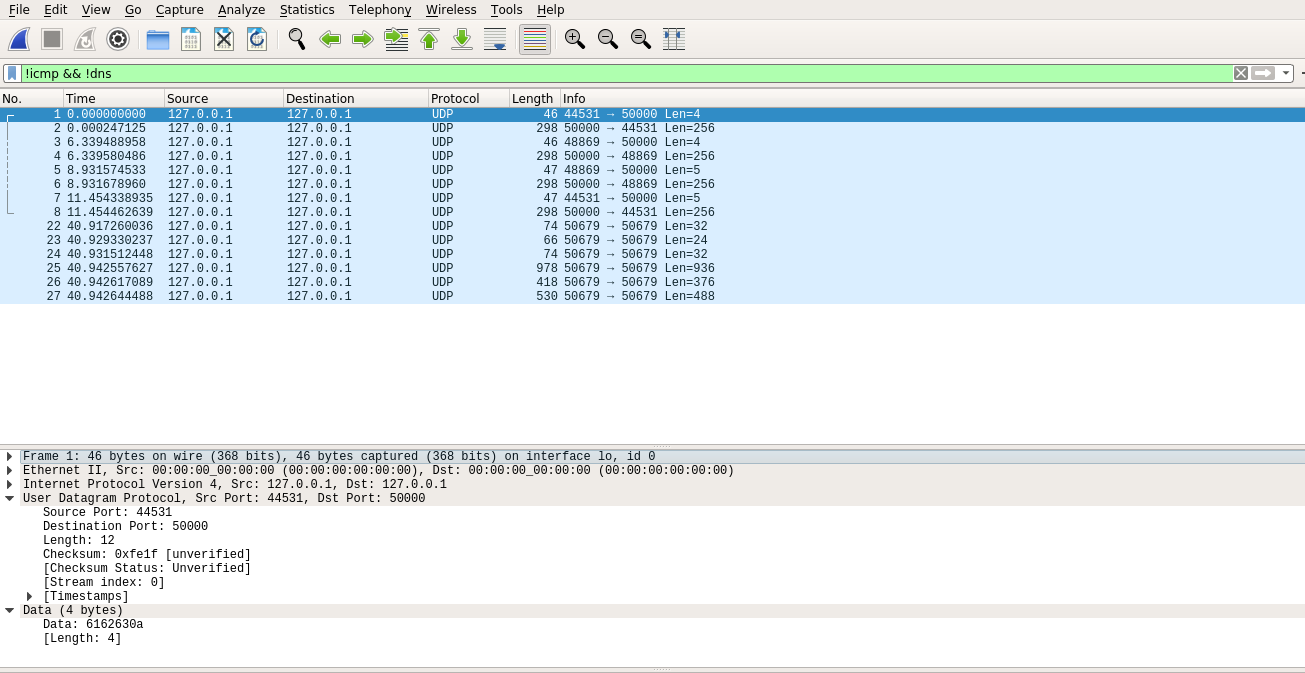 File Edit View Go Capture Analyze Statistics Telephony Wireless Tools Help
!icmp && !dns
No. Time Source Destination Protocol Length Info
1 0.000000000 127.0.0.1 127.0.0.1 UDP 46 44531 → 50000 Len=4
2 0.000247125 127.0.0.1 127.0.0.1 UDP 298 50000 → 44531 Len=256
3 6.339488958 127.0.0.1 127.0.0.1 UDP 46 48869 → 50000 Len=4
4 6.339580486 127.0.0.1 127.0.0.1 UDP 298 50000 → 48869 Len=256
5 8.931574533 127.0.0.1 127.0.0.1 UDP 47 48869 → 50000 Len=5
6 8.931678960 127.0.0.1 127.0.0.1 UDP 298 50000 → 48869 Len=256
7 11.454338935 127.0.0.1 127.0.0.1 UDP 47 44531 → 50000 Len=5
8 11.454462639 127.0.0.1 127.0.0.1 UDP 298 50000 → 44531 Len=256
22 40.917260036 127.0.0.1 127.0.0.1 UDP 74 50679 → 50679 Len=32
23 40.929330237 127.0.0.1 127.0.0.1 UDP 66 50679 → 50679 Len=24
24 40.931512448 127.0.0.1 127.0.0.1 UDP 74 50679 → 50679 Len=32
25 40.942557627 127.0.0.1 127.0.0.1 UDP 978 50679 → 50679 Len=936
26 40.942617089 127.0.0.1 127.0.0.1 UDP 418 50679 → 50679 Len=376
27 40.942644488 127.0.0.1 127.0.0.1 UDP 530 50679 → 50679 Len=488
Frame 1: 46 bytes on wire (368 bits), 46 bytes captured (368 bits) on interface lo, id 0
Ethernet II, Src: 00:00:00_00:00:00 (00:00:00:00:00:00), Dst: 00:00:00_00:00:00 (00:00:00:00:00:00)
Internet Protocol Version 4, Src: 127.0.0.1, Dst: 127.0.0.1
User Datagram Protocol, Src Port: 44531, Dst Port: 50000
Source Port: 44531
Destination Port: 50000
Length: 12
Checksum: 0xfe1f [unverified]
[Checksum Status: Unverified]
[Stream index: 0]
[Timestamps]
Data (4 bytes)
Data: 6162630a
[Length: 4]